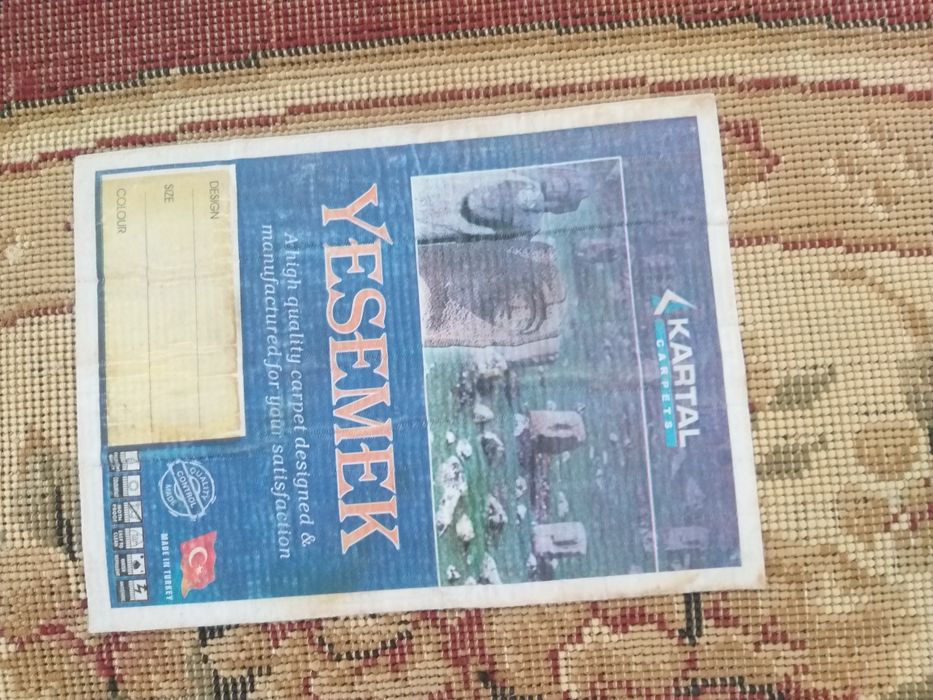 KARTAL
CARPETS
YESEMEK
A high quality carpet designed &
manufactured for your satisfaction
DESIGN
SIZE
COLOUR
QUALITY
CONTROL
MADE IN TURKEY